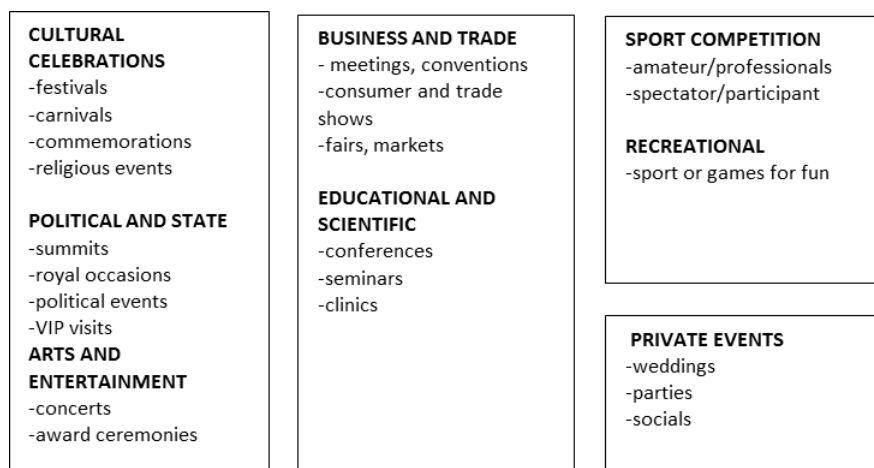 CULTURAL
CELEBRATIONS
-festivals
-carnivals
-commemorations
-religious events
POLITICAL AND STATE
-summits
-royal occasions
-political events
-VIP visits
ARTS AND
ENTERTAINMENT
-concerts
-award ceremonies
BUSINESS AND TRADE
- meetings, conventions
-consumer and trade
shows
-fairs, markets
EDUCATIONAL AND
SCIENTIFIC
-conferences
-seminars
-clinics
SPORT COMPETITION
-amateur/professionals
-spectator/participant
RECREATIONAL
-sport or games for fun
PRIVATE EVENTS
-weddings
-parties
-socials